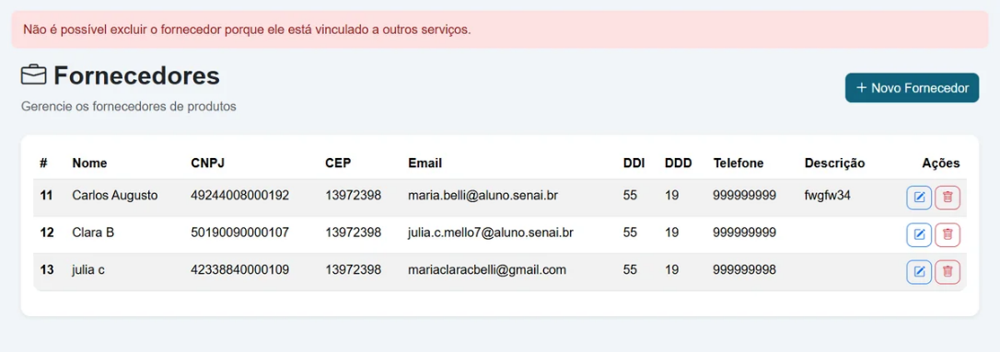 Não é possível excluir o fornecedor porque ele está vinculado a outros serviços.
Fornecedores
+ Novo Fornecedor
Gerencie os fornecedores de produtos
# Nome CNPJ CEP Email DDI DDD Telefone Descrição Ações
11 Carlos Augusto 49244008000192 13972398 maria.belli@aluno.senai.br 55 19 999999999 fwgfw34
12 Clara B 50190090000107 13972398 julia.c.mello7@aluno.senai.br 55 19 999999999
13 julia c 42338840000109 13972398 mariaclaracbelli@gmail.com 55 19 999999998